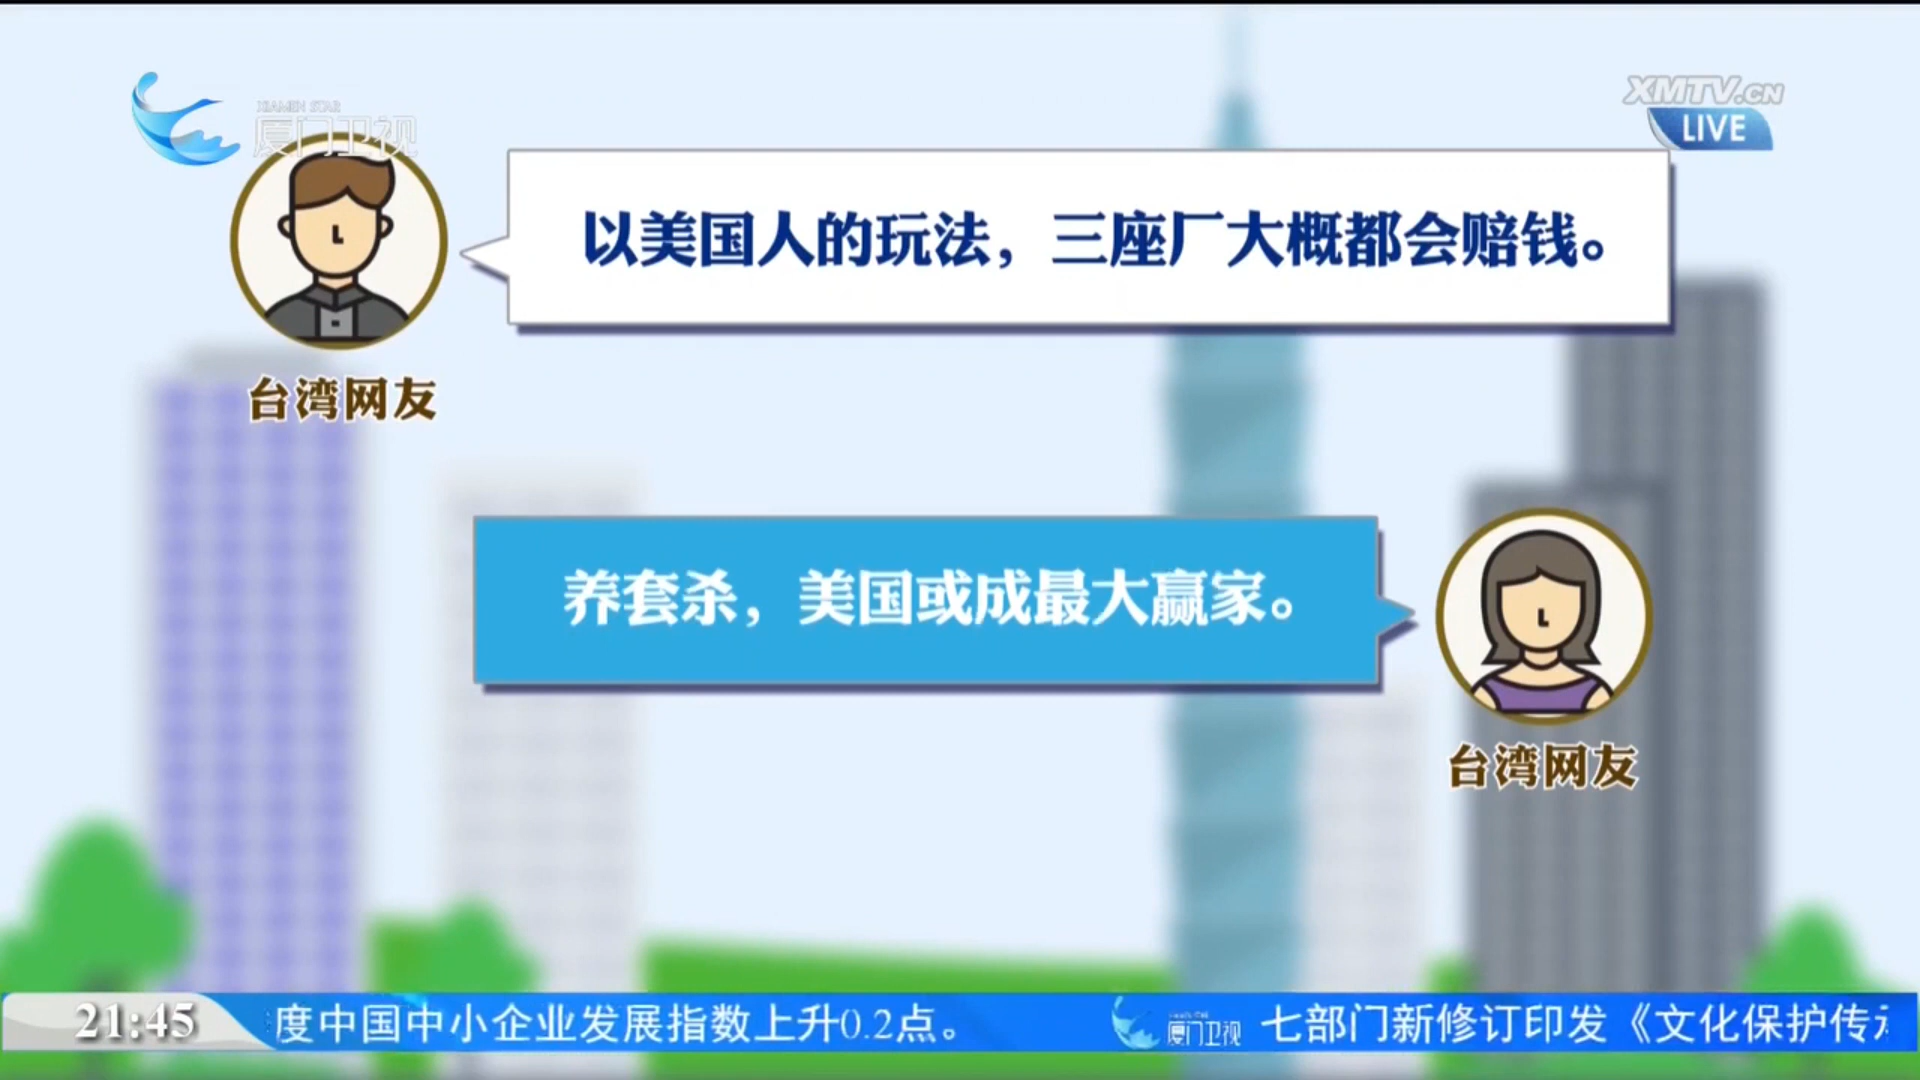 XIAMEN STAR
厦门卫视
XMTV.CN
LIVE
以美国人的玩法，三座厂大概都会赔钱。
台湾网友
养套杀，美国或成最大赢家。
台湾网友
21:45
度中国中小企业发展指数上升0.2点。
厦门卫视
七部门新修订印发《文化保护传